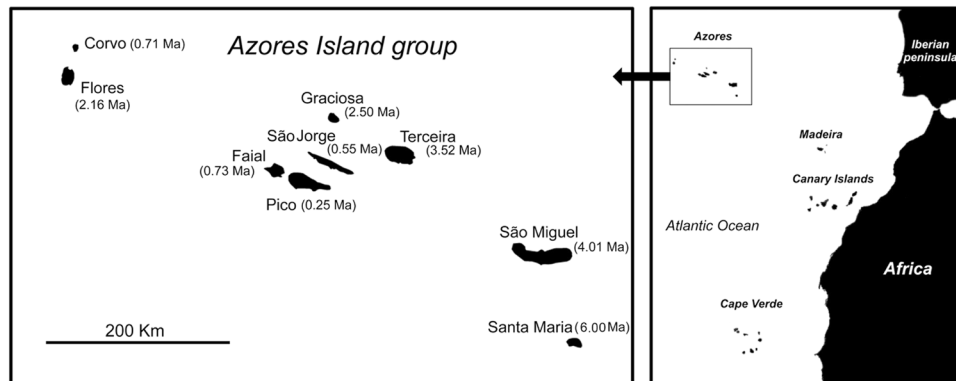 Azores Island group
Corvo (0.71 Ma)
Flores
(2.16 Ma)
Graciosa
(2.50 Ma)
São Jorge
(0.55 Ma)
Terceira
(3.52 Ma)
Faial
(0.73 Ma)
Pico (0.25 Ma)
São Miguel
(4.01 Ma)
Santa Maria (6.00 Ma)
200 Km
Azores
Iberian
peninsula
Madeira
Canary Islands
Atlantic Ocean
Africa
Cape Verde